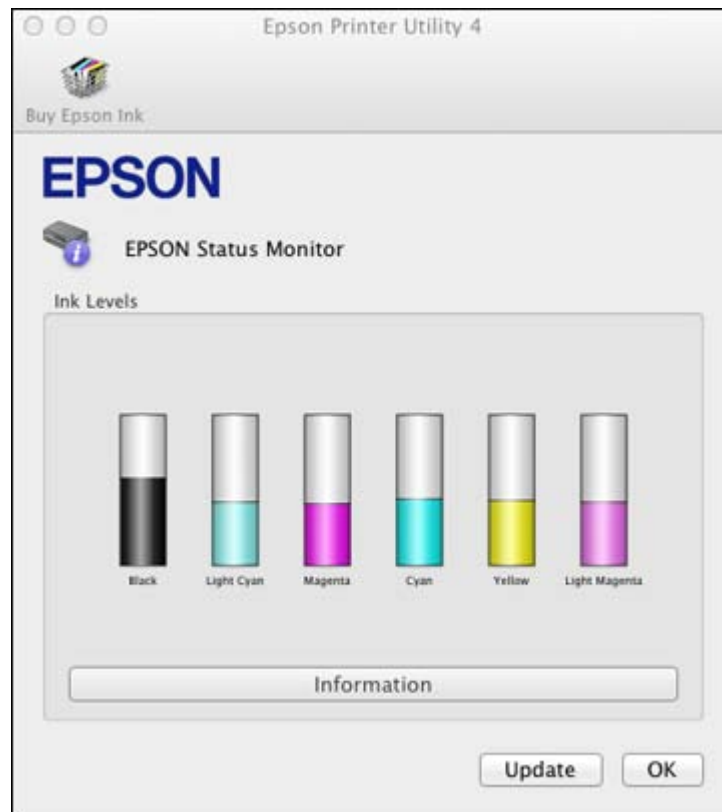 Epson Printer Utility 4
Buy Epson Ink
EPSON
EPSON Status Monitor
Ink Levels
Black Light Cyan Magenta Cyan Yellow Light Magenta
Information
Update OK